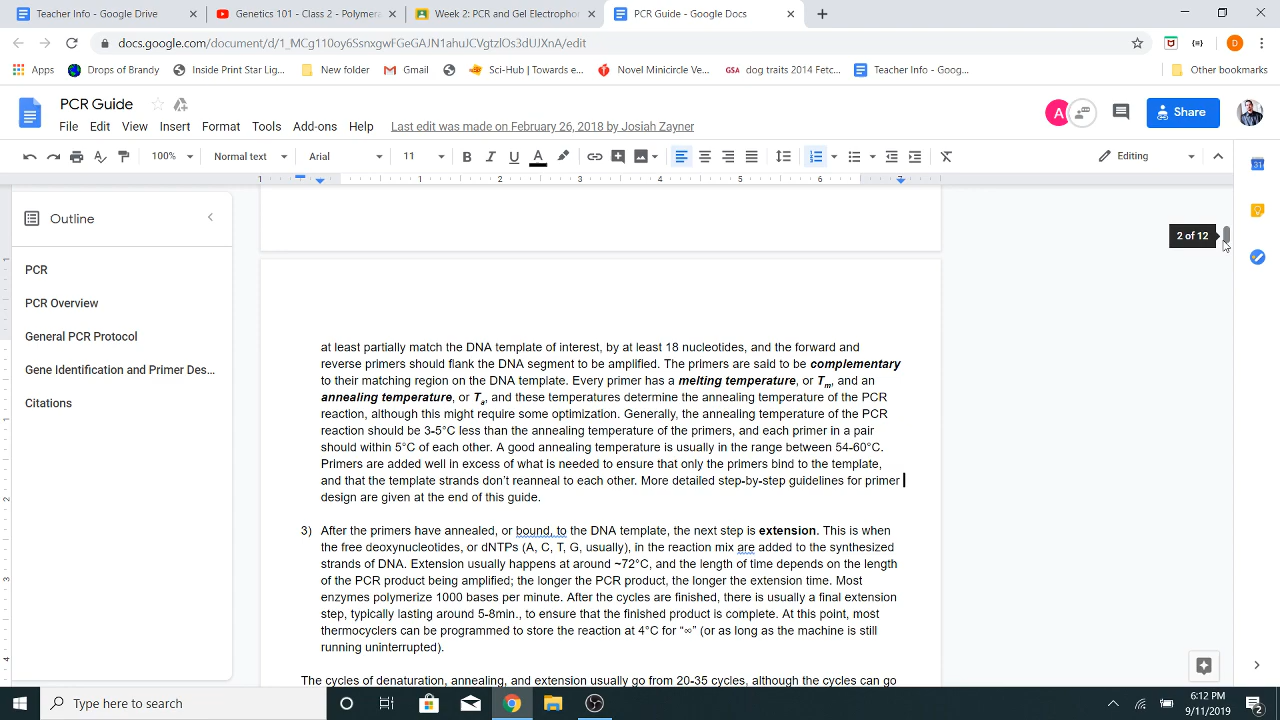 Teacher Info - Google Drive
Genetics 101 - Class 2 - Polymera
Week 2: PCR and Gel Electrophor
PCR Guide - Google Docs
docs.google.com/document/d/1_MCg110oy6SsnxgwFGeGAJN1ahuJCVgtzlOs3dUJXnA/edit
Apps
Drops of Brandy
Inside Print Star Lig...
New folder
Gmail
Sci-Hub | Towards e...
Novel Minicircle Ve...
GSA dog traits 2014 Fetc...
Teacher Info - Goog...
Other bookmarks
PCR Guide
A
Share
File Edit View Insert Format Tools Add-ons Help Last edit was made on February 26, 2018 by Josiah Zayner
100% Normal text Arial 11 B I U A Editing
1 1 2 3 4 5 6 7
Outline
2 of 12
PCR
PCR Overview
General PCR Protocol
Gene Identification and Primer Des...
Citations
at least partially match the DNA template of interest, by at least 18 nucleotides, and the forward and
reverse primers should flank the DNA segment to be amplified. The primers are said to be complementary
to their matching region on the DNA template. Every primer has a melting temperature, or Tm, and an
annealing temperature, or Ta, and these temperatures determine the annealing temperature of the PCR
reaction, although this might require some optimization. Generally, the annealing temperature of the PCR
reaction should be 3-5°C less than the annealing temperature of the primers, and each primer in a pair
should within 5°C of each other. A good annealing temperature is usually in the range between 54-60°C.
Primers are added well in excess of what is needed to ensure that only the primers bind to the template,
and that the template strands don't reanneal to each other. More detailed step-by-step guidelines for primer
design are given at the end of this guide.
3) After the primers have annealed, or bound, to the DNA template, the next step is extension. This is when
the free deoxynucleotides, or dNTPs (A, C, T, G, usually), in the reaction mix are added to the synthesized
strands of DNA. Extension usually happens at around ~72°C, and the length of time depends on the length
of the PCR product being amplified; the longer the PCR product, the longer the extension time. Most
enzymes polymerize 1000 bases per minute. After the cycles are finished, there is usually a final extension
step, typically lasting around 5-8min., to ensure that the finished product is complete. At this point, most
thermocyclers can be programmed to store the reaction at 4°C for "∞" (or as long as the machine is still
running uninterrupted).
The cycles of denaturation, annealing, and extension usually go from 20-35 cycles, although the cycles can go
Type here to search
6:12 PM
9/11/2019
2